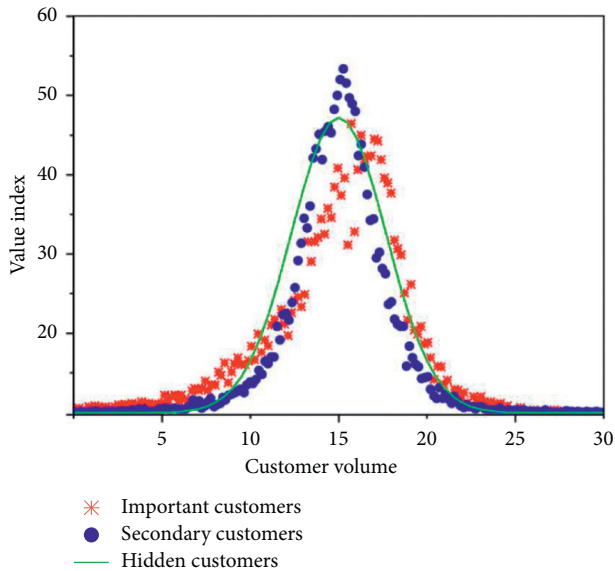 60
50
40
30
20
Value index
5 10 15 20 25 30
Customer volume
Important customers
Secondary customers
Hidden customers